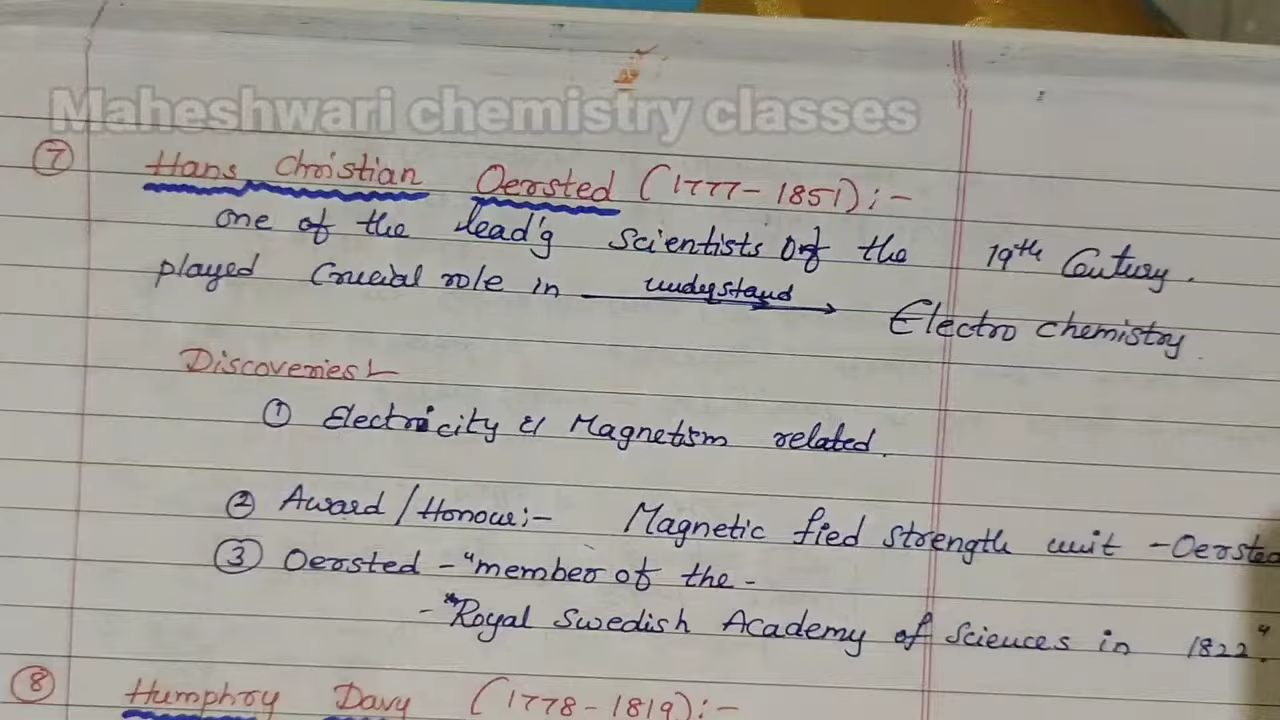 Maheshwari chemistry classes
⑦ Hans Christian Oersted (1777-1851):-
one of the lead'g scientists of the 19th Century.
played Crucial role in understand → Electro chemistry.
Discoveries:-
① Electricity & Magnetism related.
② Award/Honour:- Magnetic fied strength unit -Oersted
③ Oersted - "member of the -
- "Royal Swedish Academy of Sciences in 1822"
⑧ Humphroy Davy (1778-1819):-